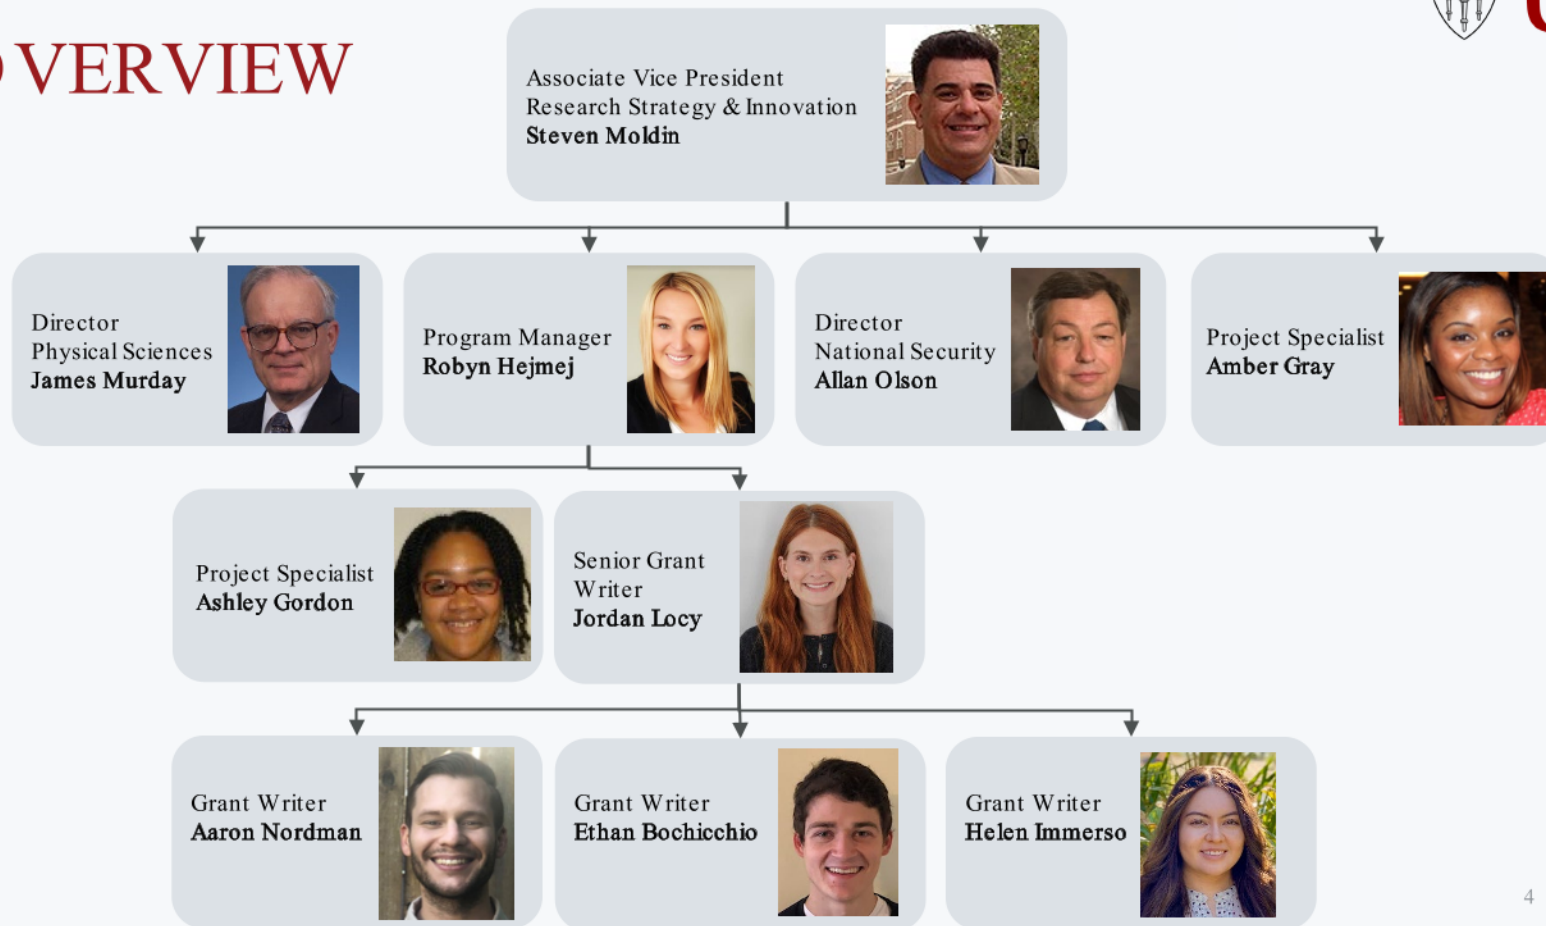 OVERVIEW
Associate Vice President
Research Strategy & Innovation
Steven Moldin
Director
Physical Sciences
James Murday
Program Manager
Robyn Hejmej
Director
National Security
Allan Olson
Project Specialist
Amber Gray
Project Specialist
Ashley Gordon
Senior Grant
Writer
Jordan Locy
Grant Writer
Aaron Nordman
Grant Writer
Ethan Bochicchio
Grant Writer
Helen Immerso
4